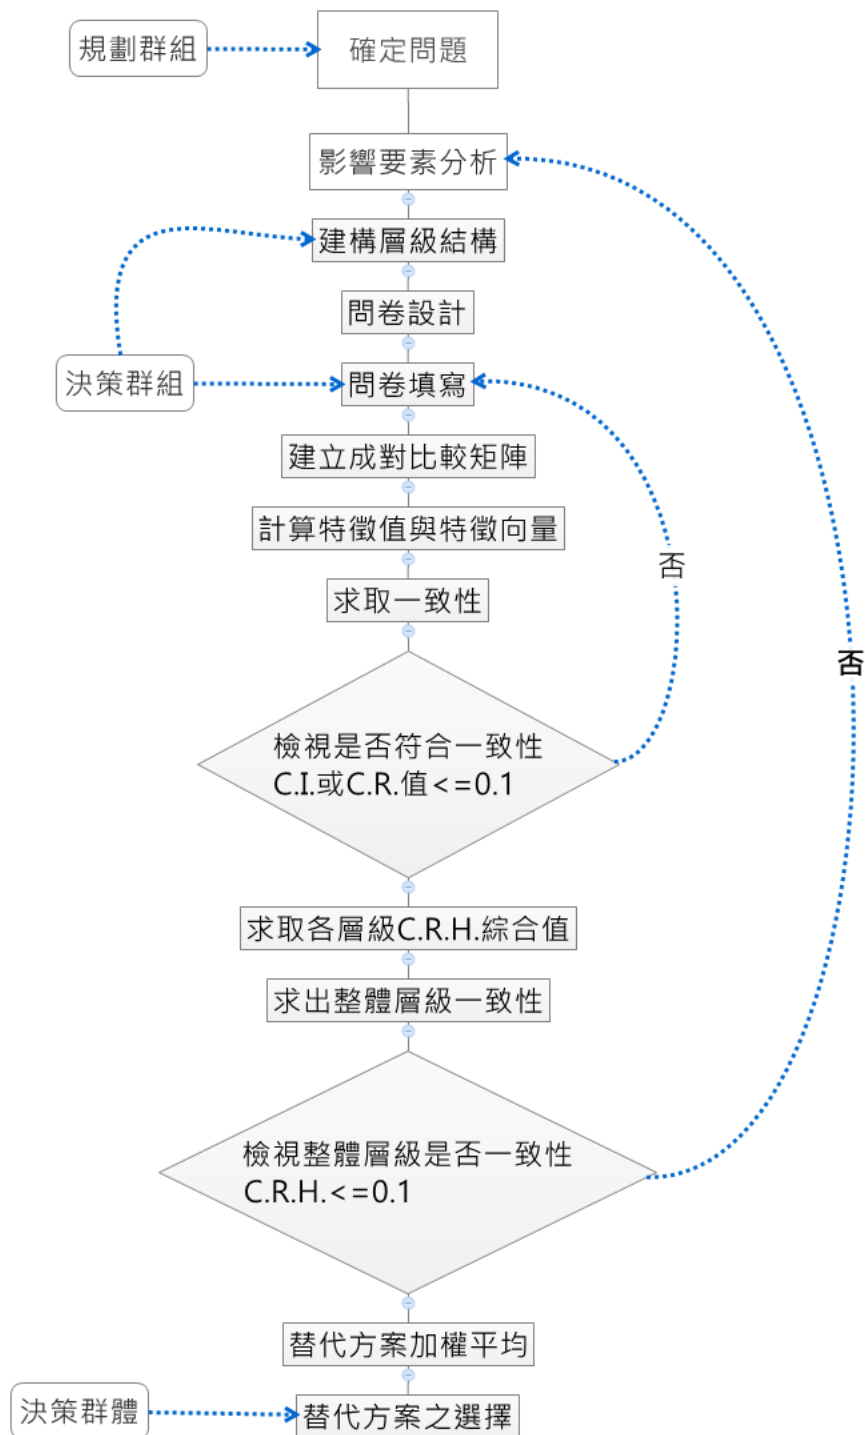 規劃群組
確定問題
影響要素分析
建構層級結構
問卷設計
決策群組
問卷填寫
建立成對比較矩陣
計算特徵值與特徵向量
否
求取一致性
否
檢視是否符合一致性
C.I.或C.R.值<=0.1
求取各層級C.R.H.綜合值
求出整體層級一致性
檢視整體層級是否一致性
C.R.H.<=0.1
替代方案加權平均
決策群體
替代方案之選擇